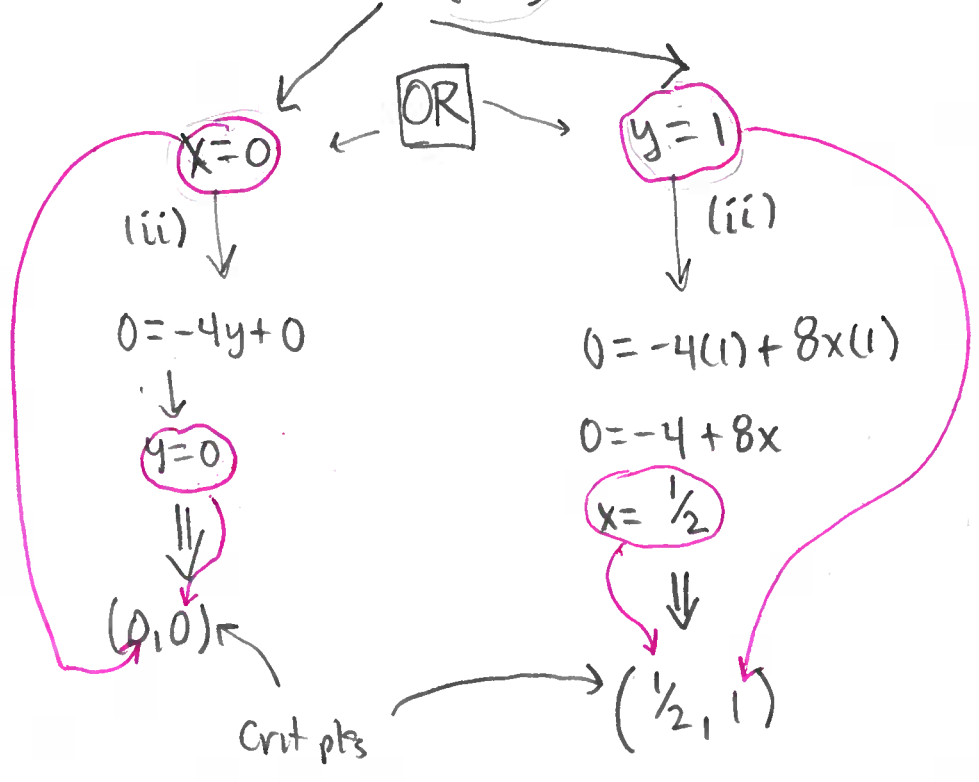 OR
x=0
y=1
(ii)
(ii)
0=-4y+0
0=-4(1)+8x(1)
y=0
0=-4+8x
x= 1/2
(0,0)
(1/2, 1)
Crit pts